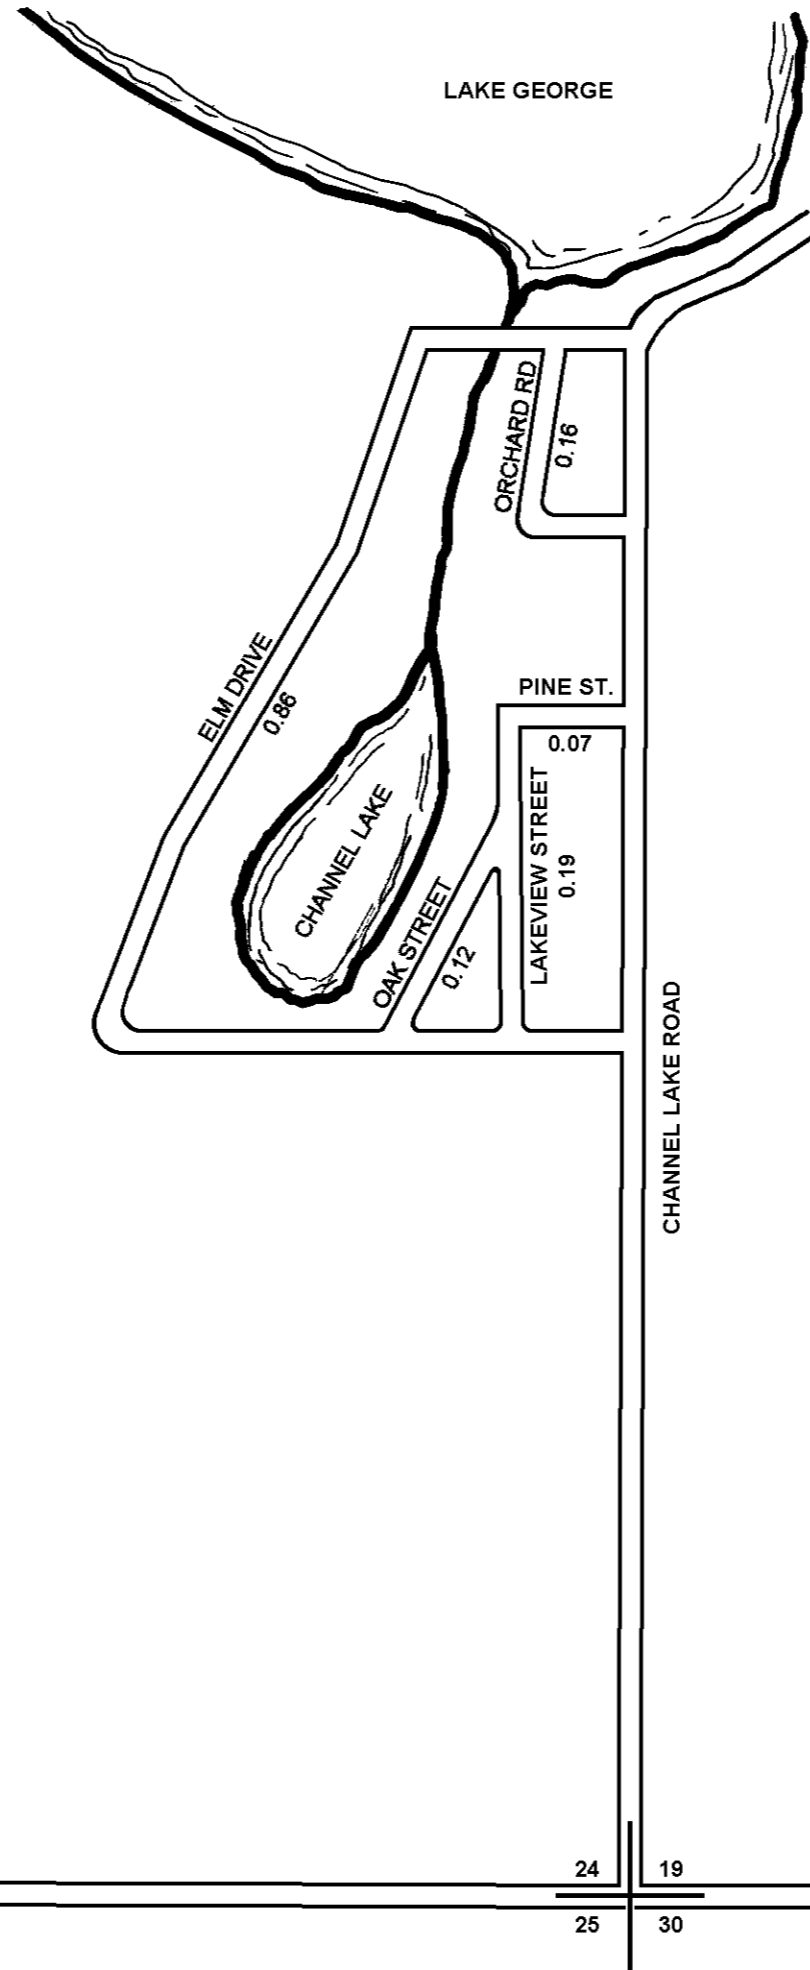 LAKE GEORGE
ORCHARD RD
0.16
ELM DRIVE
0.86
PINE ST.
0.07
LAKEVIEW STREET
0.19
CHANNEL LAKE
OAK STREET
0.12
CHANNEL LAKE ROAD
24 19
25 30